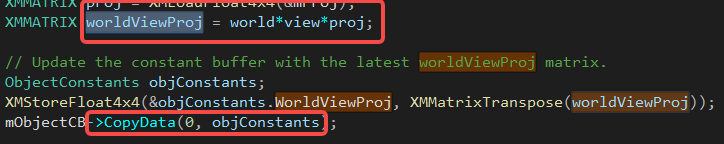 XMMATRIX proj = XMLoadFloat4x4(&mProj);
XMMATRIX worldViewProj = world*view*proj;
// Update the constant buffer with the latest worldViewProj matrix.
ObjectConstants objConstants;
XMStoreFloat4x4(&objConstants.WorldViewProj, XMMatrixTranspose(worldViewProj));
mObjectCB->CopyData(0, objConstants);